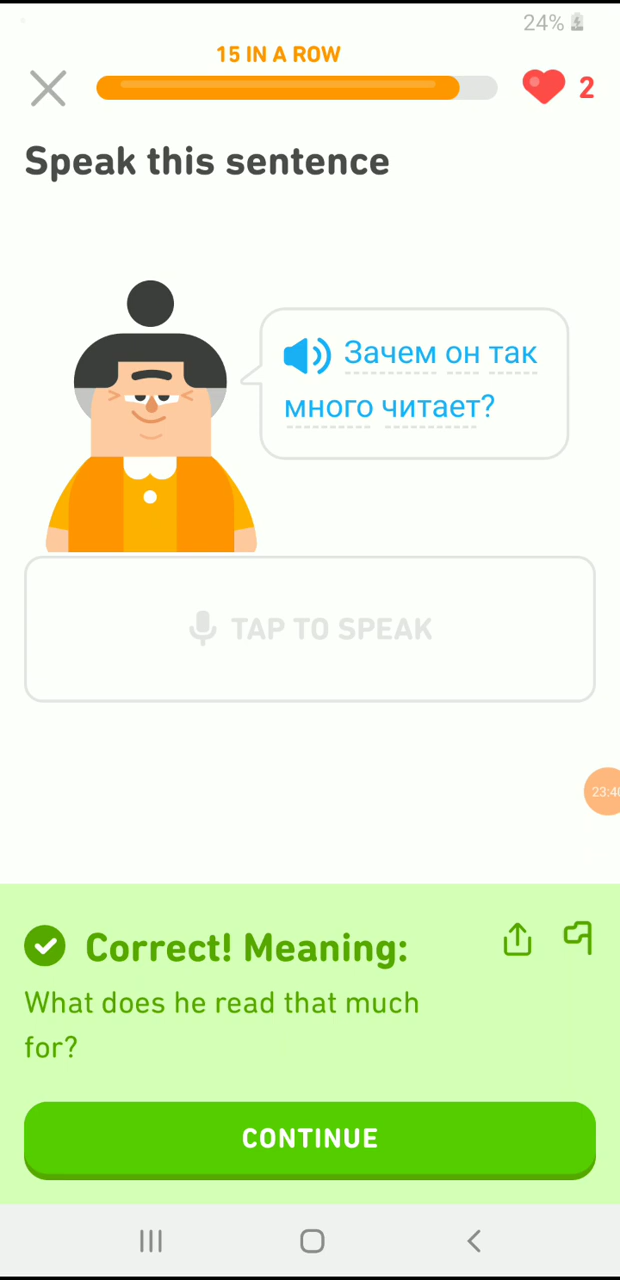 24%
15 IN A ROW
2
Speak this sentence
Зачем он так
много читает?
TAP TO SPEAK
Correct! Meaning:
What does he read that much
for?
CONTINUE